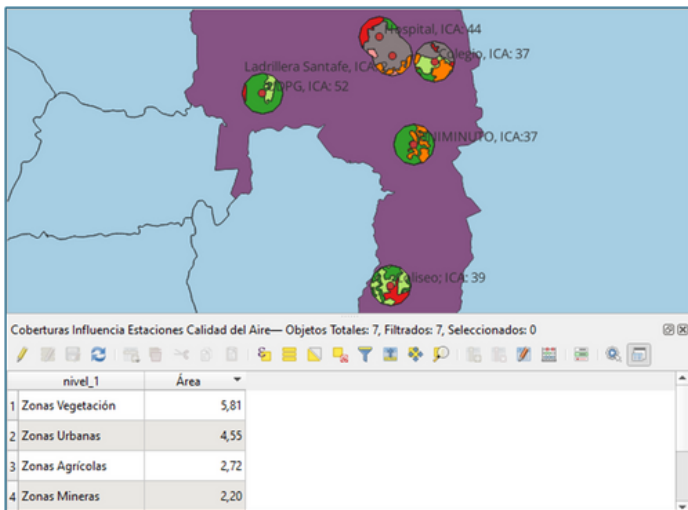 Hospital, ICA: 44
Colegio, ICA: 37
Ladrillera Santafe, ICA
UDPG, ICA: 52
UNIMINUTO, ICA:37
Coliseo; ICA: 39
Coberturas Influencia Estaciones Calidad del Aire— Objetos Totales: 7, Filtrados: 7, Seleccionados: 0
nivel_1 Área
1 Zonas Vegetación 5,81
2 Zonas Urbanas 4,55
3 Zonas Agrícolas 2,72
4 Zonas Mineras 2,20